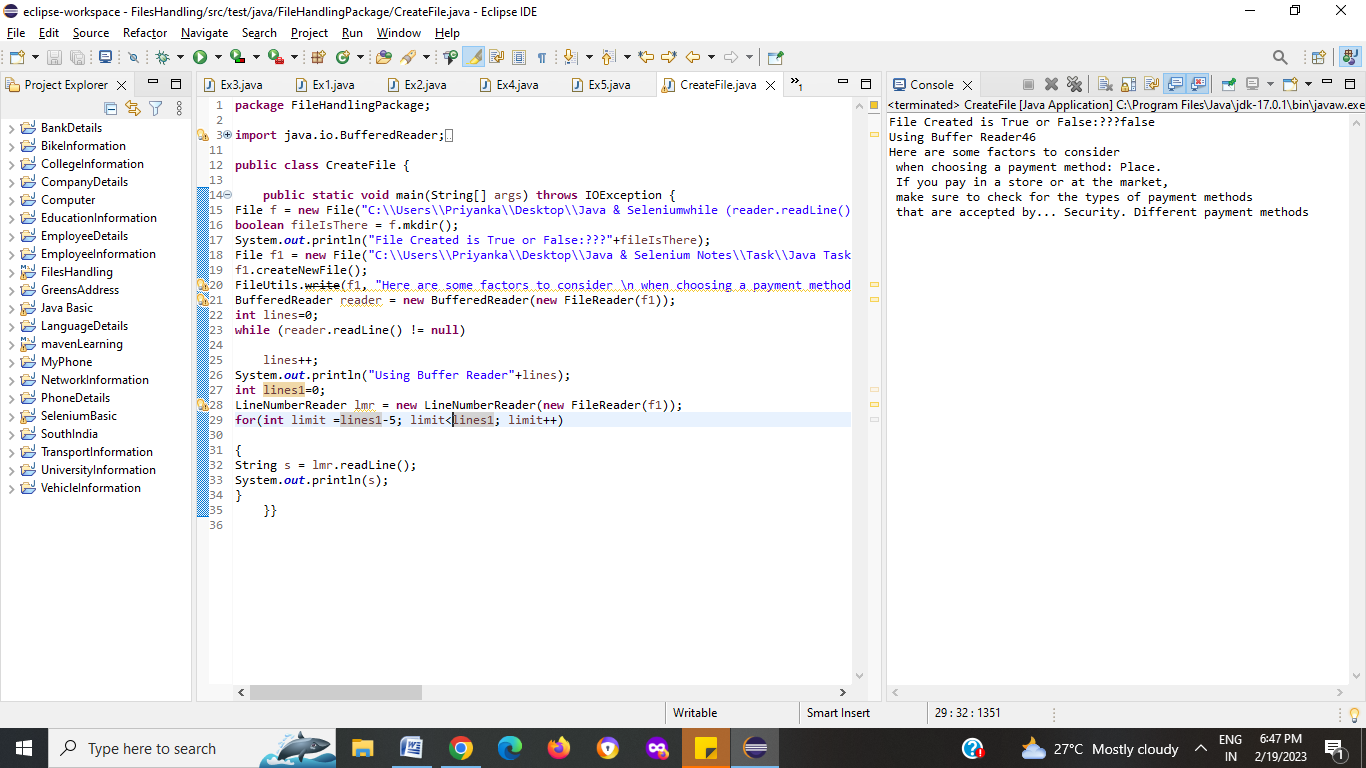 eclipse-workspace - FilesHandling/src/test/java/FileHandlingPackage/CreateFile.java - Eclipse IDE
File Edit Source Refactor Navigate Search Project Run Window Help
Project Explorer
BankDetails
BikeInformation
CollegeInformation
CompanyDetails
Computer
EducationInformation
EmployeeDetails
EmployeeInformation
FilesHandling
GreensAddress
Java Basic
LanguageDetails
mavenLearning
MyPhone
NetworkInformation
PhoneDetails
SeleniumBasic
SouthIndia
TransportInformation
UniversityInformation
VehicleInformation
Ex3.java Ex1.java Ex2.java Ex4.java Ex5.java CreateFile.java »1
1 package FileHandlingPackage;
2
3 import java.io.BufferedReader;
11
12 public class CreateFile {
13
14 public static void main(String[] args) throws IOException {
15 File f = new File("C:\\Users\\Priyanka\\Desktop\\Java & Seleniumwhile (reader.readLine()
16 boolean fileIsThere = f.mkdir();
17 System.out.println("File Created is True or False:???"+fileIsThere);
18 File f1 = new File("C:\\Users\\Priyanka\\Desktop\\Java & Selenium Notes\\Task\\Java Task
19 f1.createNewFile();
20 FileUtils.write(f1, "Here are some factors to consider \n when choosing a payment method
21 BufferedReader reader = new BufferedReader(new FileReader(f1));
22 int lines=0;
23 while (reader.readLine() != null)
24
25 lines++;
26 System.out.println("Using Buffer Reader"+lines);
27 int lines1=0;
28 LineNumberReader lmr = new LineNumberReader(new FileReader(f1));
29 for(int limit =lines1-5; limit<lines1; limit++)
30
31 {
32 String s = lmr.readLine();
33 System.out.println(s);
34 }
35 }}
36
Console
<terminated> CreateFile [Java Application] C:\Program Files\Java\jdk-17.0.1\bin\javaw.exe
File Created is True or False:???false
Using Buffer Reader46
Here are some factors to consider
when choosing a payment method: Place.
If you pay in a store or at the market,
make sure to check for the types of payment methods
that are accepted by... Security. Different payment methods
Writable Smart Insert 29 : 32 : 1351
Type here to search
27°C Mostly cloudy
ENG
IN
6:47 PM
2/19/2023
1